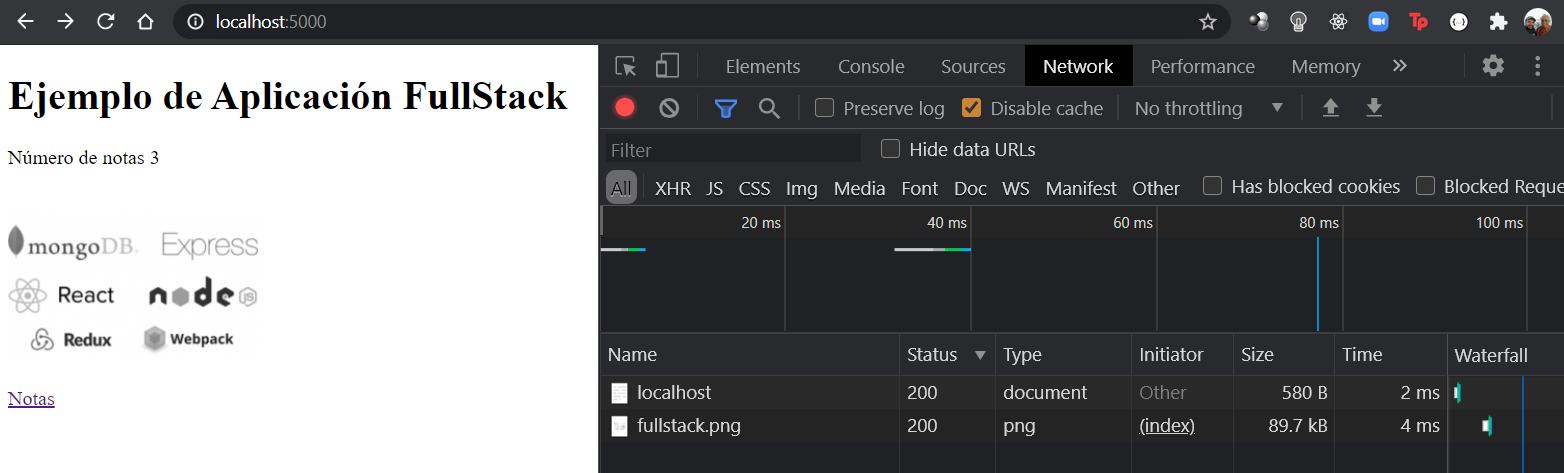 localhost:5000
Tp
Ejemplo de Aplicación FullStack
Número de notas 3
mongoDB. Express
React node JS
Redux Webpack
Notas
Elements Console Sources Network Performance Memory »
Preserve log Disable cache No throttling
Filter Hide data URLs
All XHR JS CSS Img Media Font Doc WS Manifest Other Has blocked cookies Blocked Reque
20 ms 40 ms 60 ms 80 ms 100 ms
Name Status Type Initiator Size Time Waterfall
localhost 200 document Other 580 B 2 ms
fullstack.png 200 png (index) 89.7 kB 4 ms